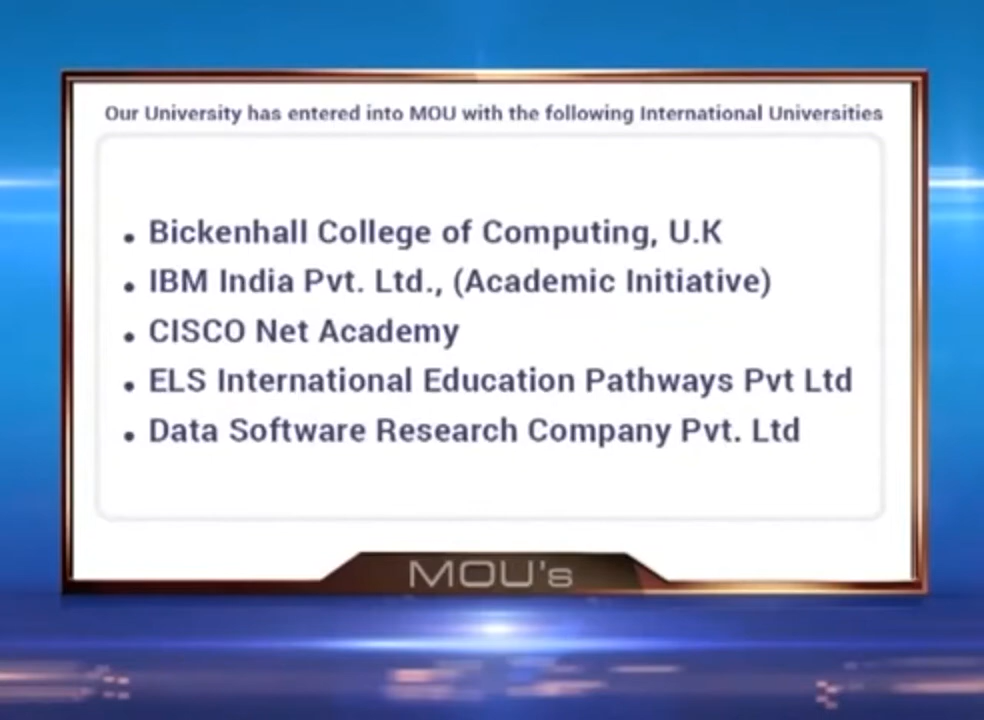 Our University has entered into MOU with the following International Universities
• Bickenhall College of Computing, U.K
• IBM India Pvt. Ltd., (Academic Initiative)
• CISCO Net Academy
• ELS International Education Pathways Pvt Ltd
• Data Software Research Company Pvt. Ltd
MOU's